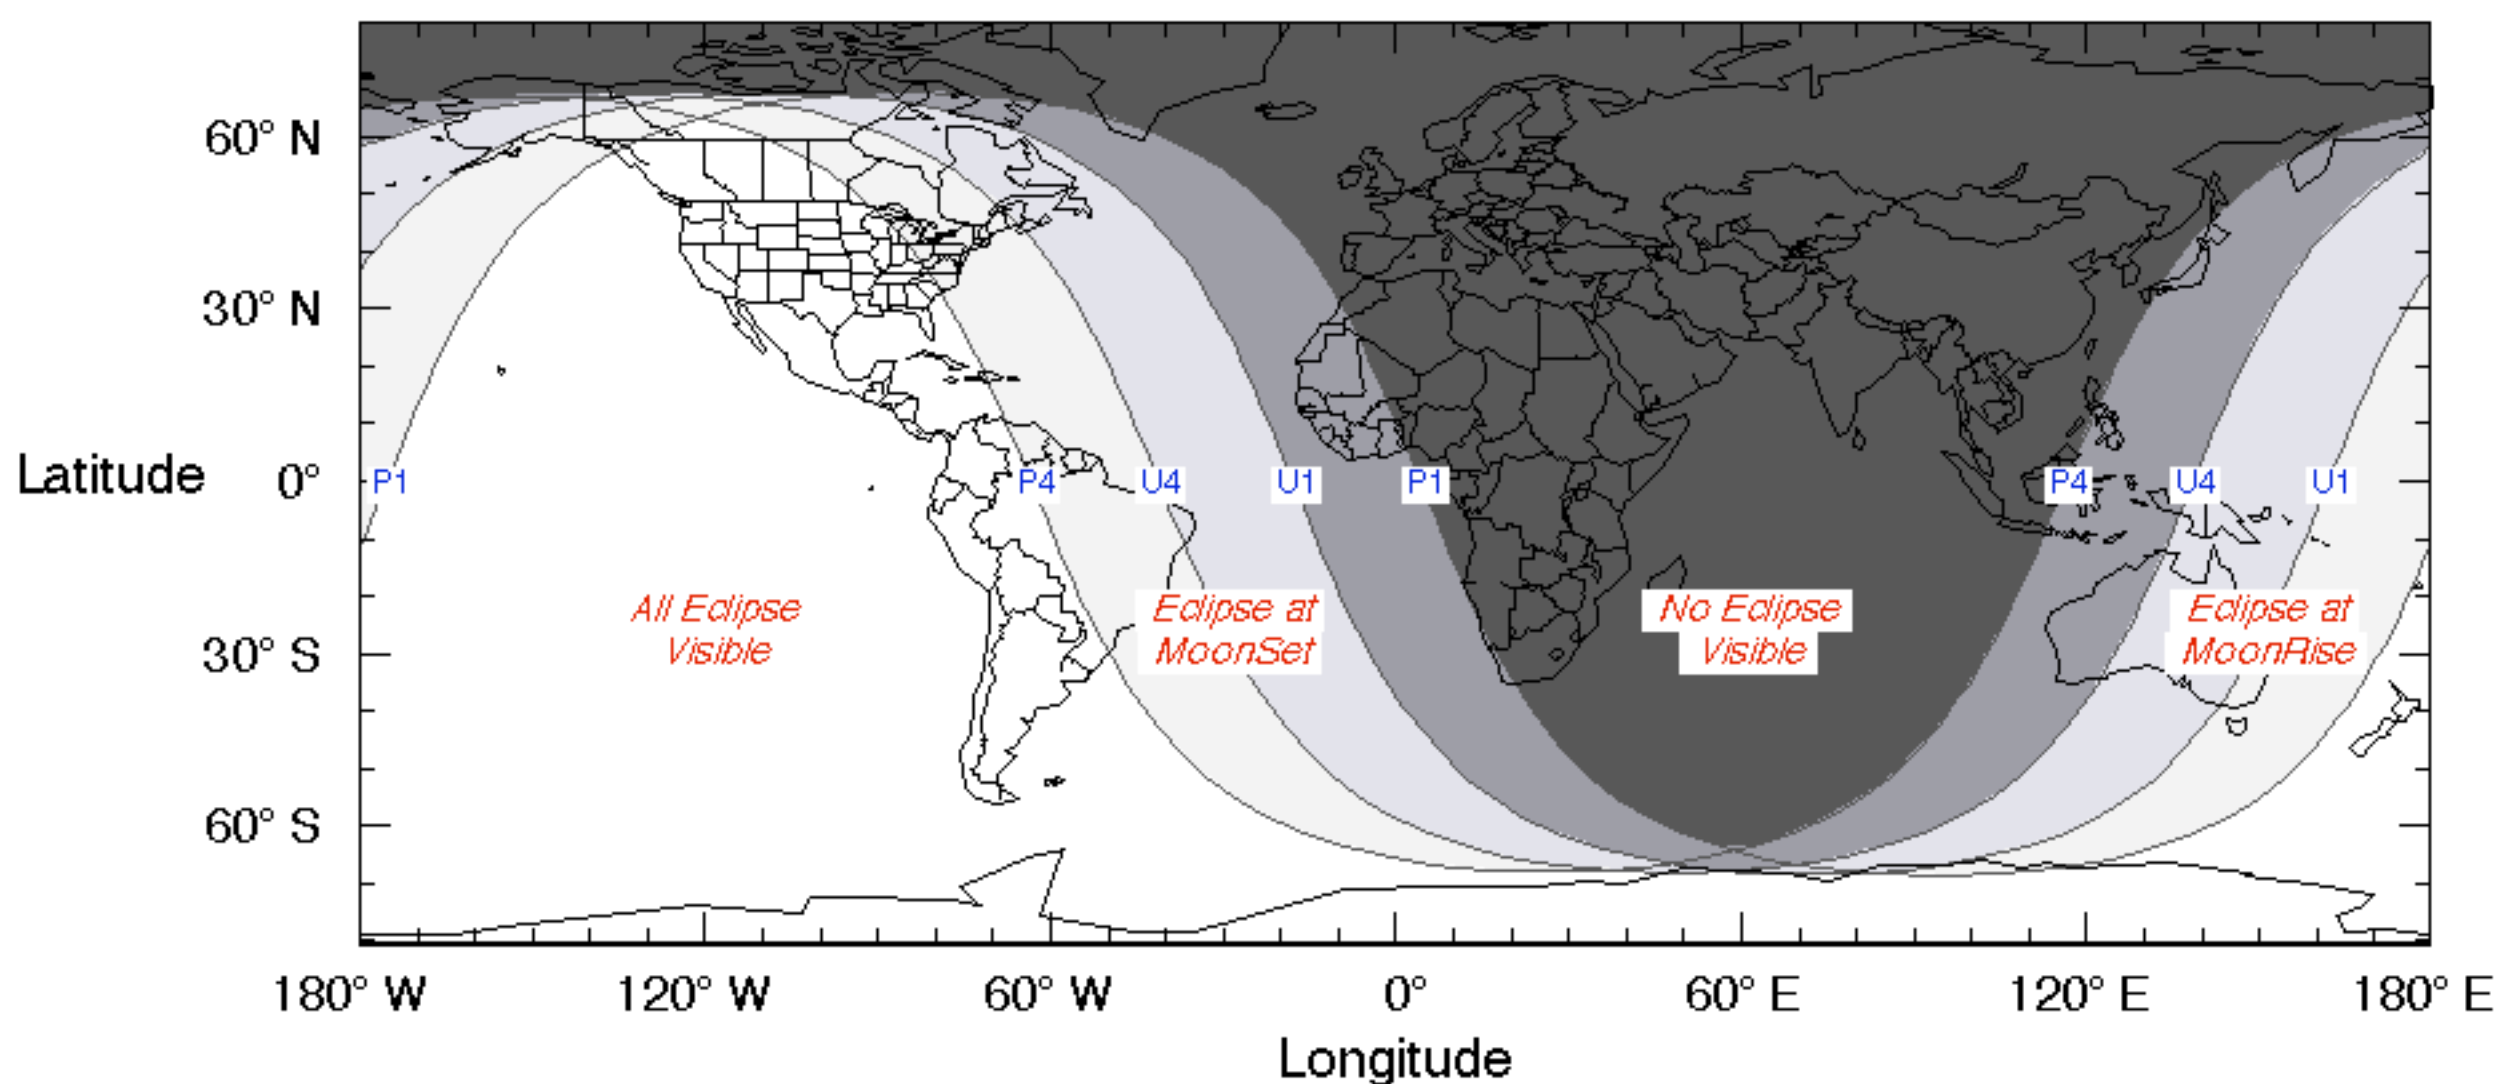 60° N
30° N
Latitude 0°
P1 P4 U4 U1 P1 P4 U4 U1
All Eclipse
Visible
Eclipse at
MoonSet
No Eclipse
Visible
Eclipse at
MoonRise
30° S
60° S
180° W 120° W 60° W 0° 60° E 120° E 180° E
Longitude